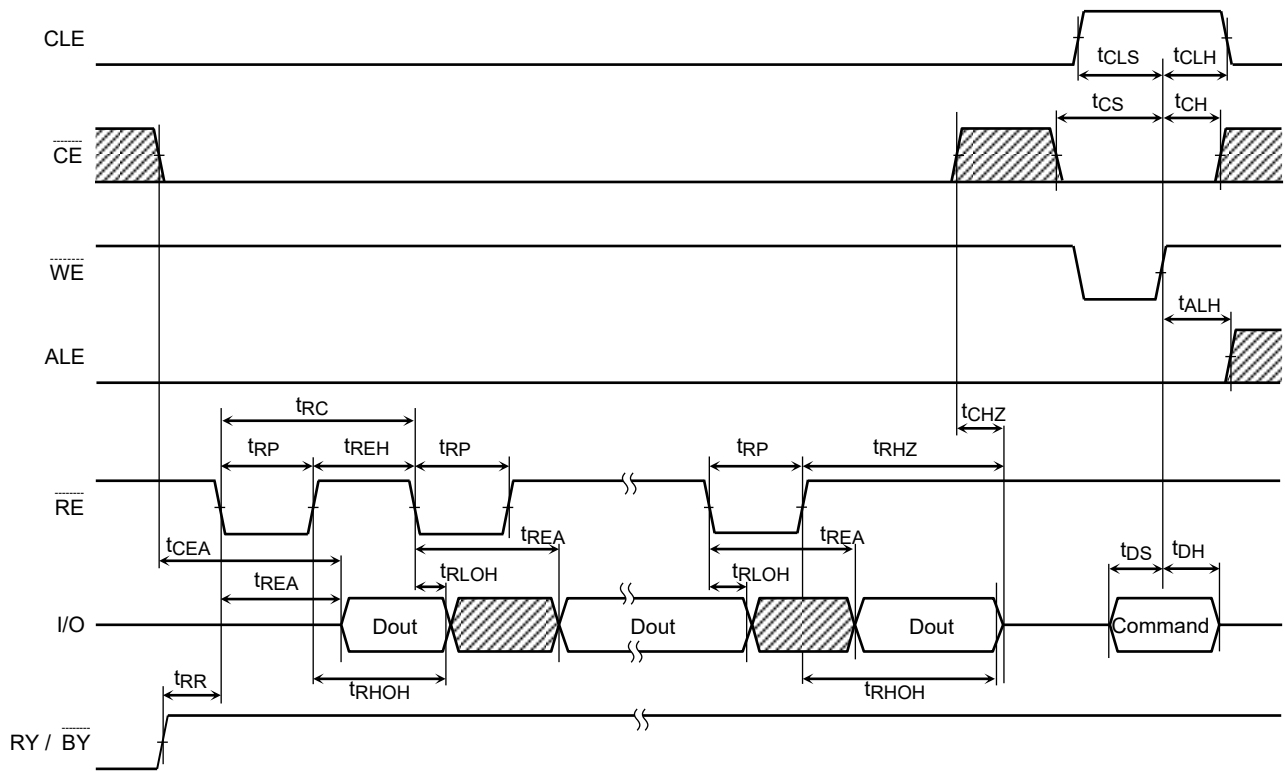 CLE
tCLS
tCLH
tCS
tCH
CE
WE
tALH
ALE
tRC
tCHZ
tRP
tREH
tRP
tRP
tRHZ
RE
tCEA
tREA
tREA
tREA
tRLOH
tRLOH
tDS
tDH
I/O
Dout
Dout
Dout
Command
tRR
tRHOH
tRHOH
RY / BY